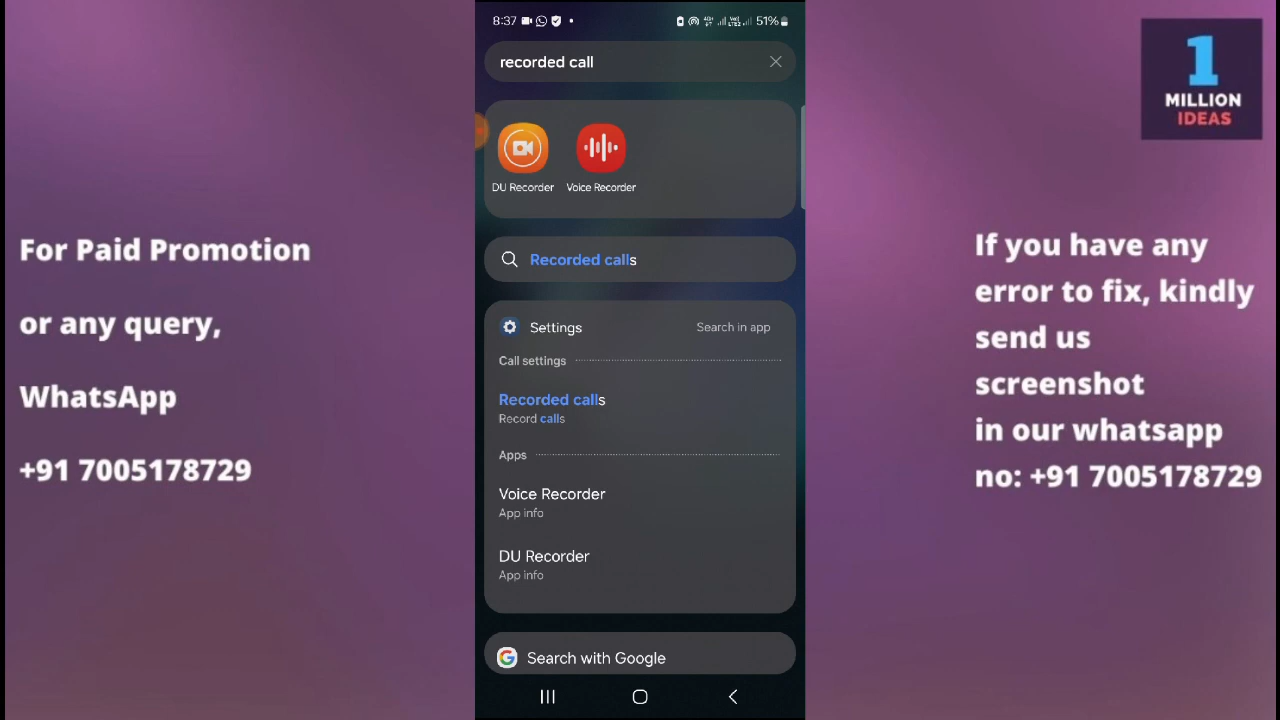 For Paid Promotion
or any query,
WhatsApp
+91 7005178729
8:37
51%
recorded call
DU Recorder
Voice Recorder
Recorded calls
Settings
Search in app
Call settings
Recorded calls
Record calls
Apps
Voice Recorder
App info
DU Recorder
App info
Search with Google
1
MILLION
IDEAS
If you have any
error to fix, kindly
send us
screenshot
in our whatsapp
no: +91 7005178729